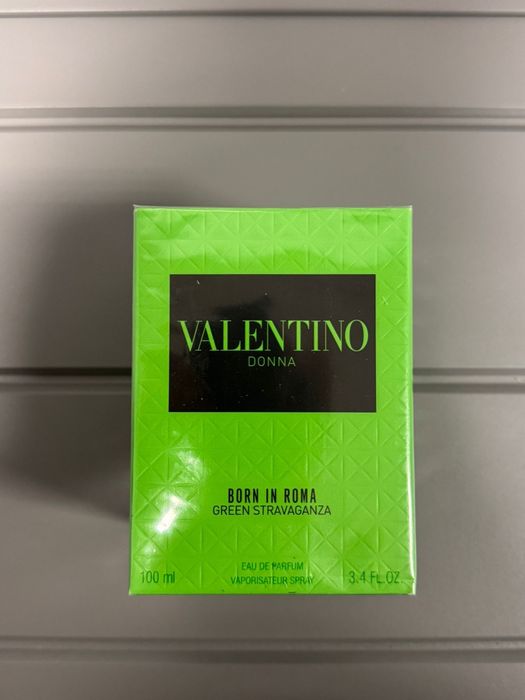 VALENTINO
DONNA
BORN IN ROMA
GREEN STRAVAGANZA
EAU DE PARFUM
100 ml VAPORISATEUR SPRAY 3.4 FL.OZ.